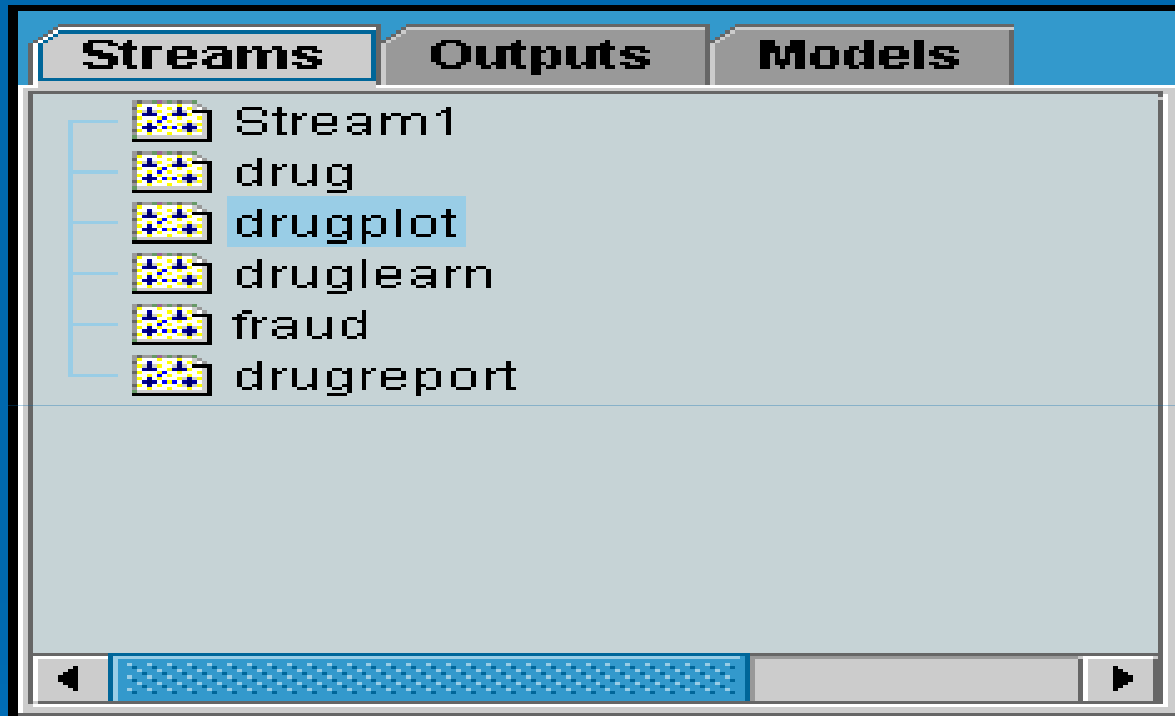 Streams Outputs Models
Stream1
drug
drugplot
druglearn
fraud
drugreport